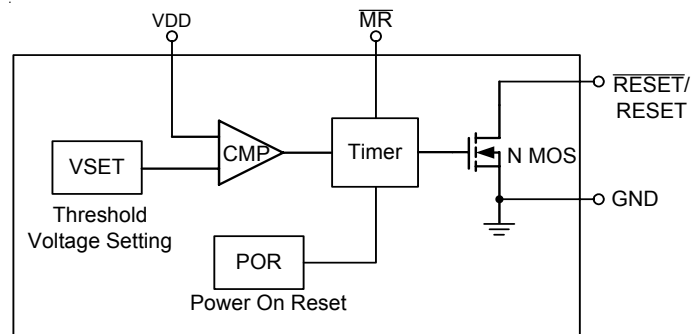 VDD
MR
RESET/
RESET
VSET
CMP
Timer
N MOS
GND
Threshold
Voltage Setting
POR
Power On Reset